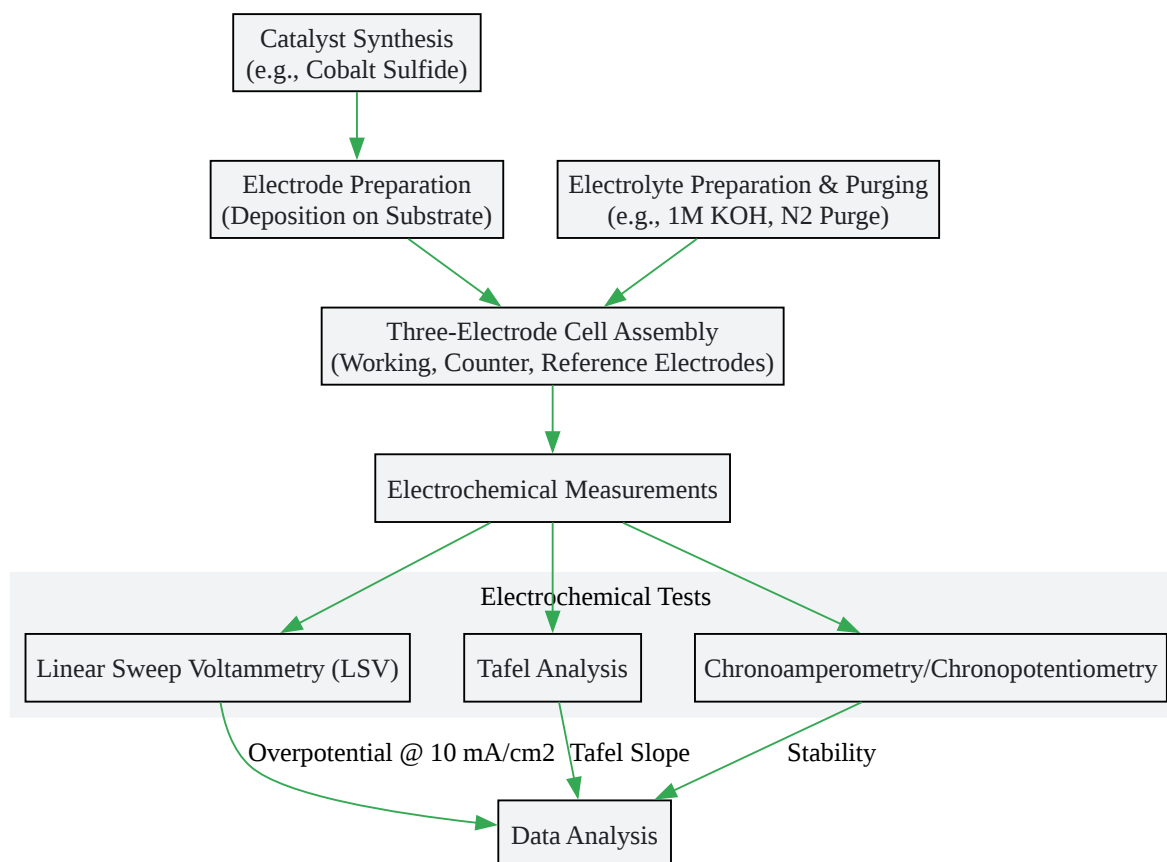 Catalyst Synthesis
(e.g., Cobalt Sulfide)
Electrode Preparation
(Deposition on Substrate)
Electrolyte Preparation & Purging
(e.g., 1M KOH, N2 Purge)
Three-Electrode Cell Assembly
(Working, Counter, Reference Electrodes)
Electrochemical Measurements
Electrochemical Tests
Linear Sweep Voltammetry (LSV)
Tafel Analysis
Chronoamperometry/Chronopotentiometry
Overpotential @ 10 mA/cm2
Tafel Slope
Stability
Data Analysis